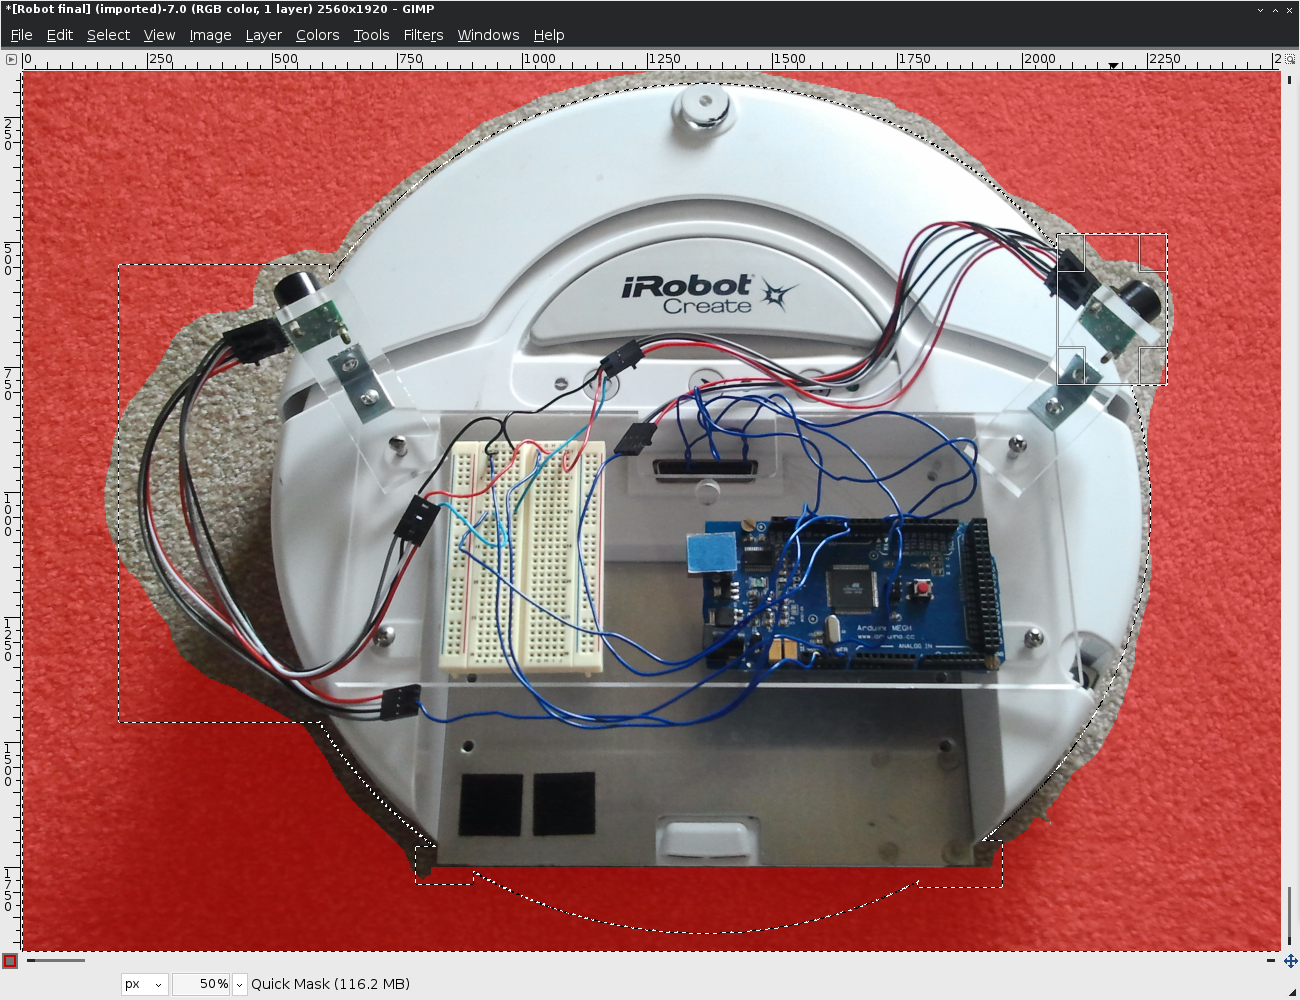 *[Robot final] (imported)-7.0 (RGB color, 1 layer) 2560x1920 – GIMP
File Edit Select View Image Layer Colors Tools Filters Windows Help
0 250 500 750 1000 1250 1500 1750 2000 2250 2
250
500
750
1000
1250
1500
1750
iRobot
Create
Arduino MEGA
www.arduino.cc
ANALOG IN
px 50% Quick Mask (116.2 MB)